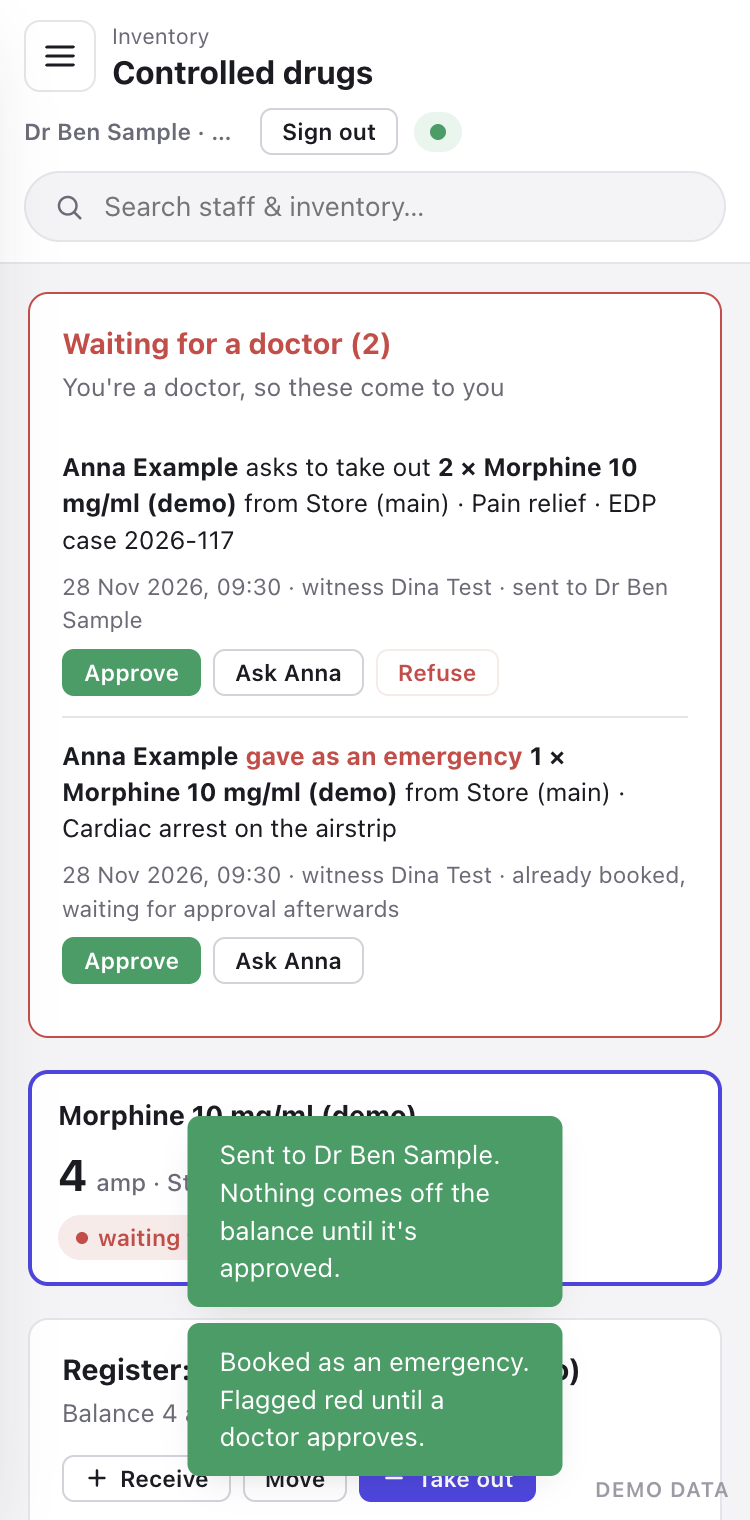 Inventory
Controlled drugs
Dr Ben Sample · ...
Sign out
Search staff & inventory...
Waiting for a doctor (2)
You're a doctor, so these come to you
Anna Example asks to take out 2 × Morphine 10
mg/ml (demo) from Store (main) · Pain relief · EDP
case 2026-117
28 Nov 2026, 09:30 · witness Dina Test · sent to Dr Ben
Sample
Approve
Ask Anna
Refuse
Anna Example gave as an emergency 1 ×
Morphine 10 mg/ml (demo) from Store (main) ·
Cardiac arrest on the airstrip
28 Nov 2026, 09:30 · witness Dina Test · already booked,
waiting for approval afterwards
Approve
Ask Anna
Morphine 10 mg/ml (demo)
4 amp ·
waiting
Sent to Dr Ben Sample.
Nothing comes off the
balance until it's
approved.
Booked as an emergency.
Flagged red until a
doctor approves.
Register:
Balance 4
+ Receive
Move
− Take out
DEMO DATA